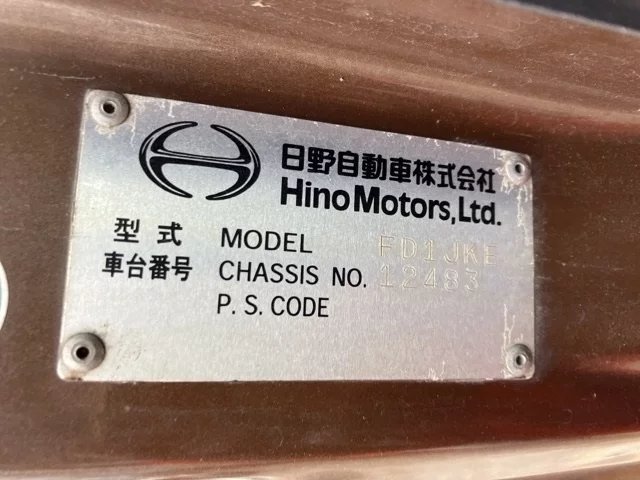 日野自動車株式会社
Hino Motors, Ltd.
型式 MODEL FD1JKE
車台番号 CHASSIS NO. 12483
P. S. CODE